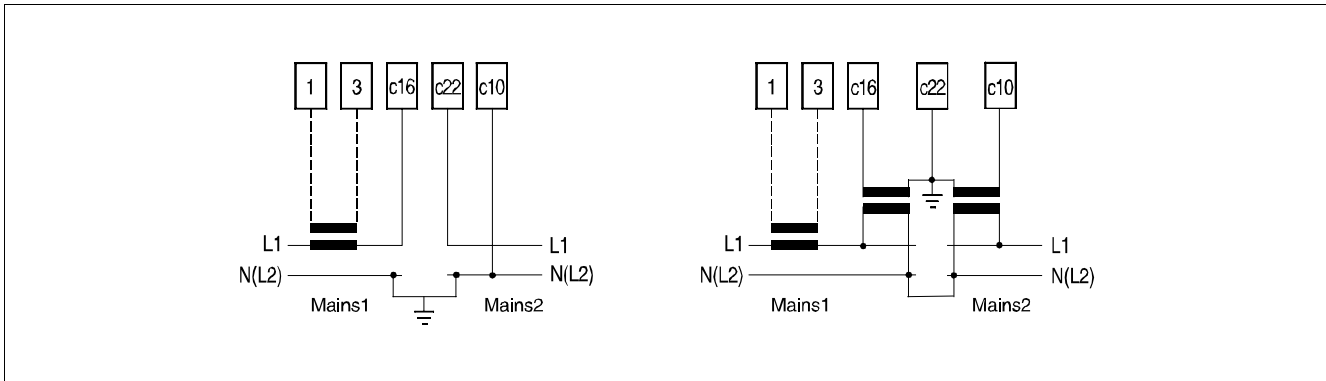 1 3 c16 c22 c10
L1 L1
N(L2) N(L2)
Mains1 Mains2
1 3 c16 c22 c10
L1 L1
N(L2) N(L2)
Mains1 Mains2